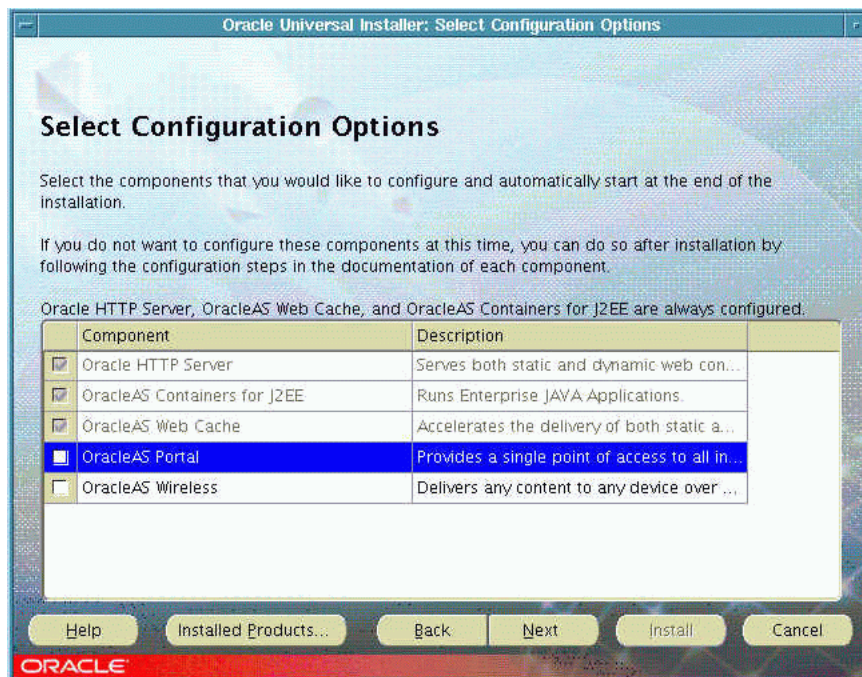 Oracle Universal Installer: Select Configuration Options
Select Configuration Options
Select the components that you would like to configure and automatically start at the end of the
installation.
If you do not want to configure these components at this time, you can do so after installation by
following the configuration steps in the documentation of each component.
Oracle HTTP Server, OracleAS Web Cache, and OracleAS Containers for J2EE are always configured.
Component Description
Oracle HTTP Server Serves both static and dynamic web con...
OracleAS Containers for J2EE Runs Enterprise JAVA Applications.
OracleAS Web Cache Accelerates the delivery of both static a...
OracleAS Portal Provides a single point of access to all in...
OracleAS Wireless Delivers any content to any device over ...
Help Installed Products... Back Next Install Cancel
ORACLE